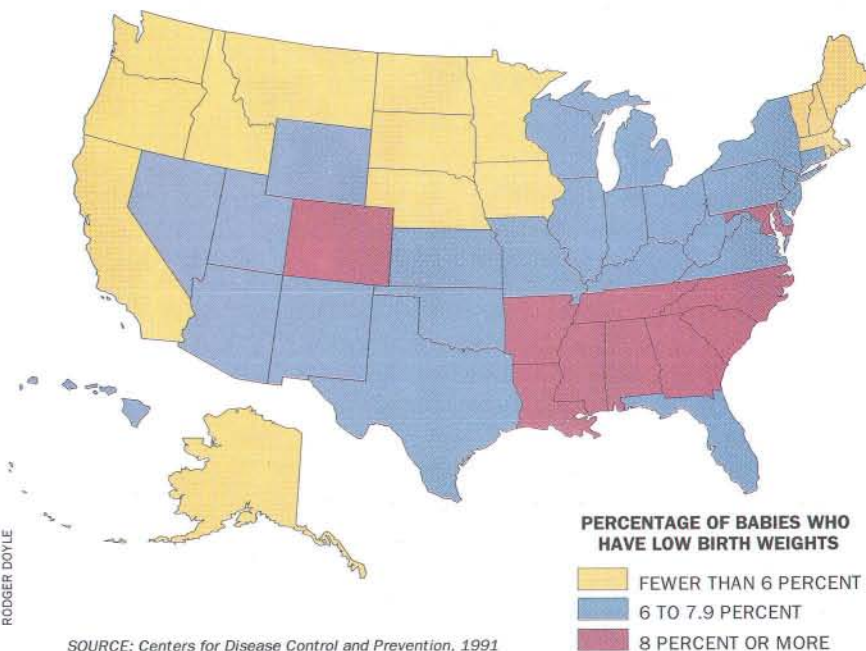 RODGER DOYLE
PERCENTAGE OF BABIES WHO
HAVE LOW BIRTH WEIGHTS
FEWER THAN 6 PERCENT
6 TO 7.9 PERCENT
8 PERCENT OR MORE
SOURCE: Centers for Disease Control and Prevention, 1991